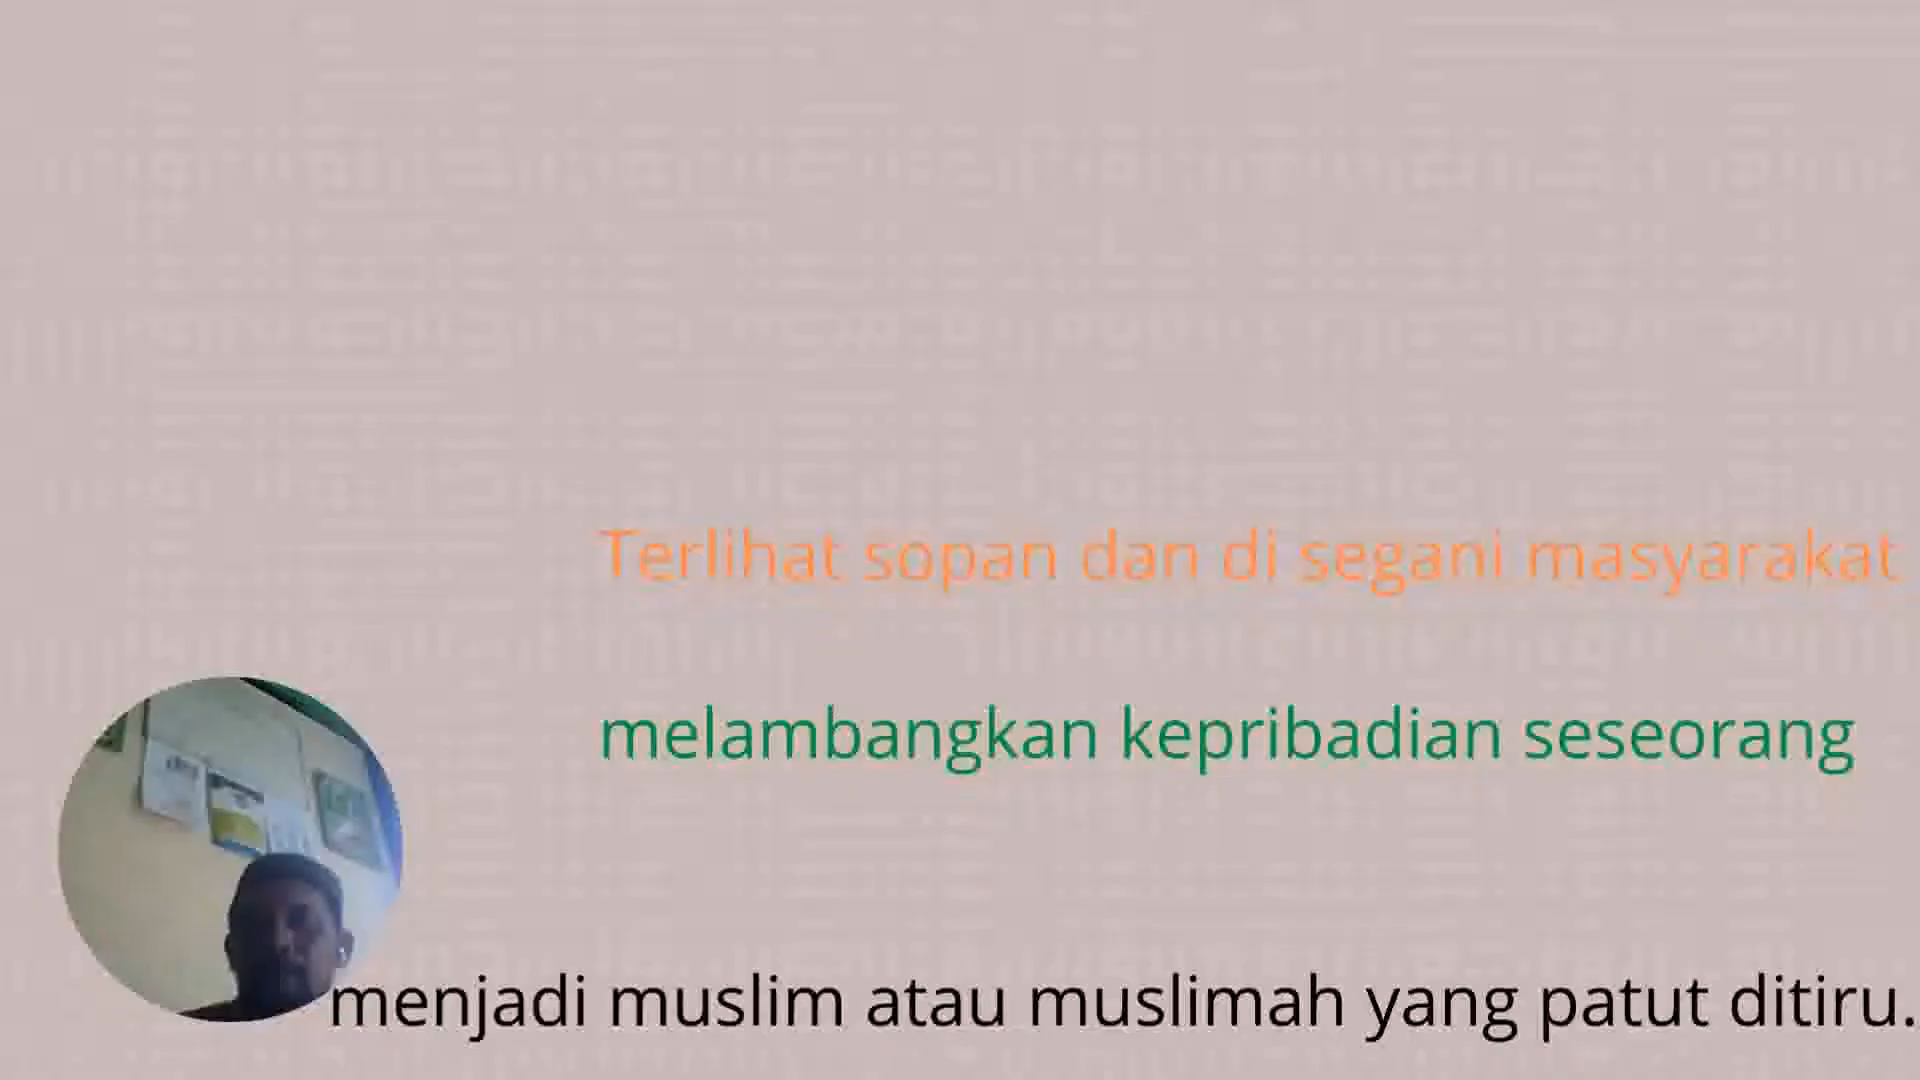 Terlihat sopan dan di segani masyarakat
melambangkan kepribadian seseorang
menjadi muslim atau muslimah yang patut ditiru.